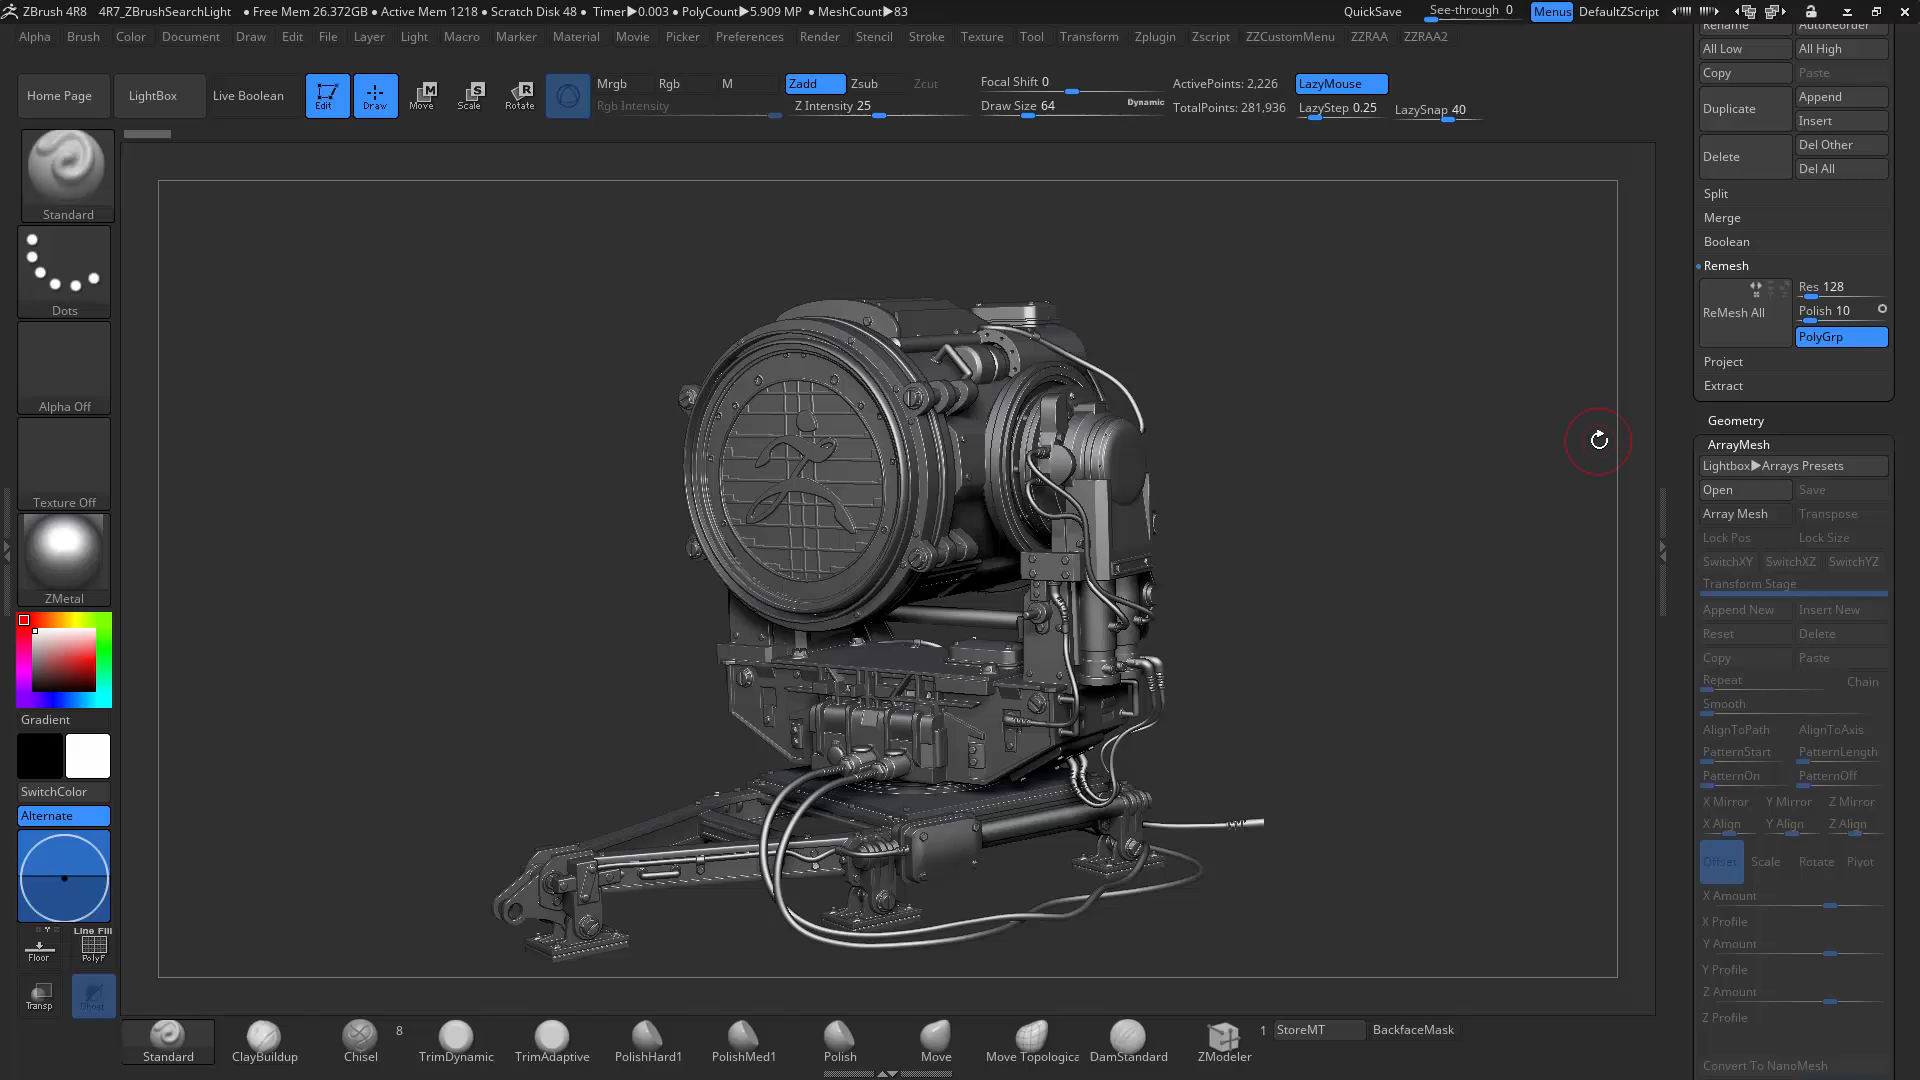 ZBrush 4R8 4R7_ZBrushSearchLight • Free Mem 26.372GB • Active Mem 1218 • Scratch Disk 48 • Timer▶0.003 • PolyCount▶5.909 MP • MeshCount▶83 QuickSave See-through 0 Menus DefaultZScript
Alpha Brush Color Document Draw Edit File Layer Light Macro Marker Material Movie Picker Preferences Render Stencil Stroke Texture Tool Transform Zplugin Zscript ZZCustomMenu ZZRAA ZZRAA2
Home Page LightBox Live Boolean Edit Draw Move Scale Rotate
Mrgb Rgb M Zadd Zsub Zcut Focal Shift 0 ActivePoints: 2,226 LazyMouse
Rgb Intensity Z Intensity 25 Draw Size 64 Dynamic TotalPoints: 281,936 LazyStep 0.25 LazySnap 40
Standard
Dots
Alpha Off
Texture Off
ZMetal
Gradient
SwitchColor
Alternate
Line Fill
Floor PolyF
Transp Ghost
Standard ClayBuildup Chisel 8 TrimDynamic TrimAdaptive PolishHard1 PolishMed1 Polish Move Move Topologica DamStandard ZModeler 1 StoreMT BackfaceMask
Rename AutoReorder
All Low All High
Copy Paste
Duplicate Append
Insert
Delete Del Other
Del All
Split
Merge
Boolean
Remesh
ReMesh All Res 128
Polish 10
PolyGrp
Project
Extract
Geometry
ArrayMesh
Lightbox▶Arrays Presets
Open Save
Array Mesh Transpose
Lock Pos Lock Size
SwitchXY SwitchXZ SwitchYZ
Transform Stage
Append New Insert New
Reset Delete
Copy Paste
Repeat Chain
Smooth
AlignToPath AlignToAxis
PatternStart PatternLength
PatternOn PatternOff
X Mirror Y Mirror Z Mirror
X Align Y Align Z Align
Offset Scale Rotate Pivot
X Amount
X Profile
Y Amount
Y Profile
Z Amount
Z Profile
Convert To NanoMesh